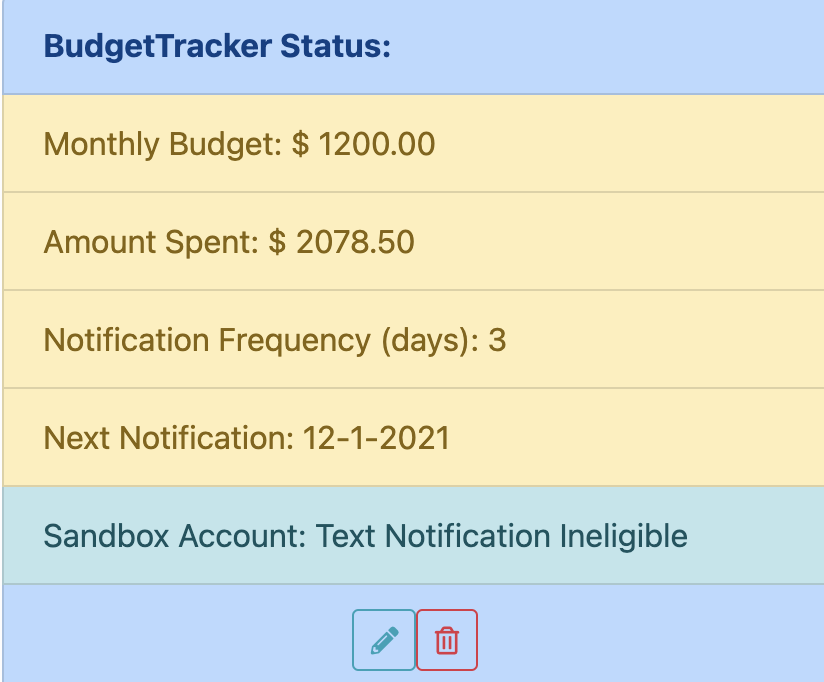 BudgetTracker Status:
Monthly Budget: $ 1200.00
Amount Spent: $ 2078.50
Notification Frequency (days): 3
Next Notification: 12-1-2021
Sandbox Account: Text Notification Ineligible